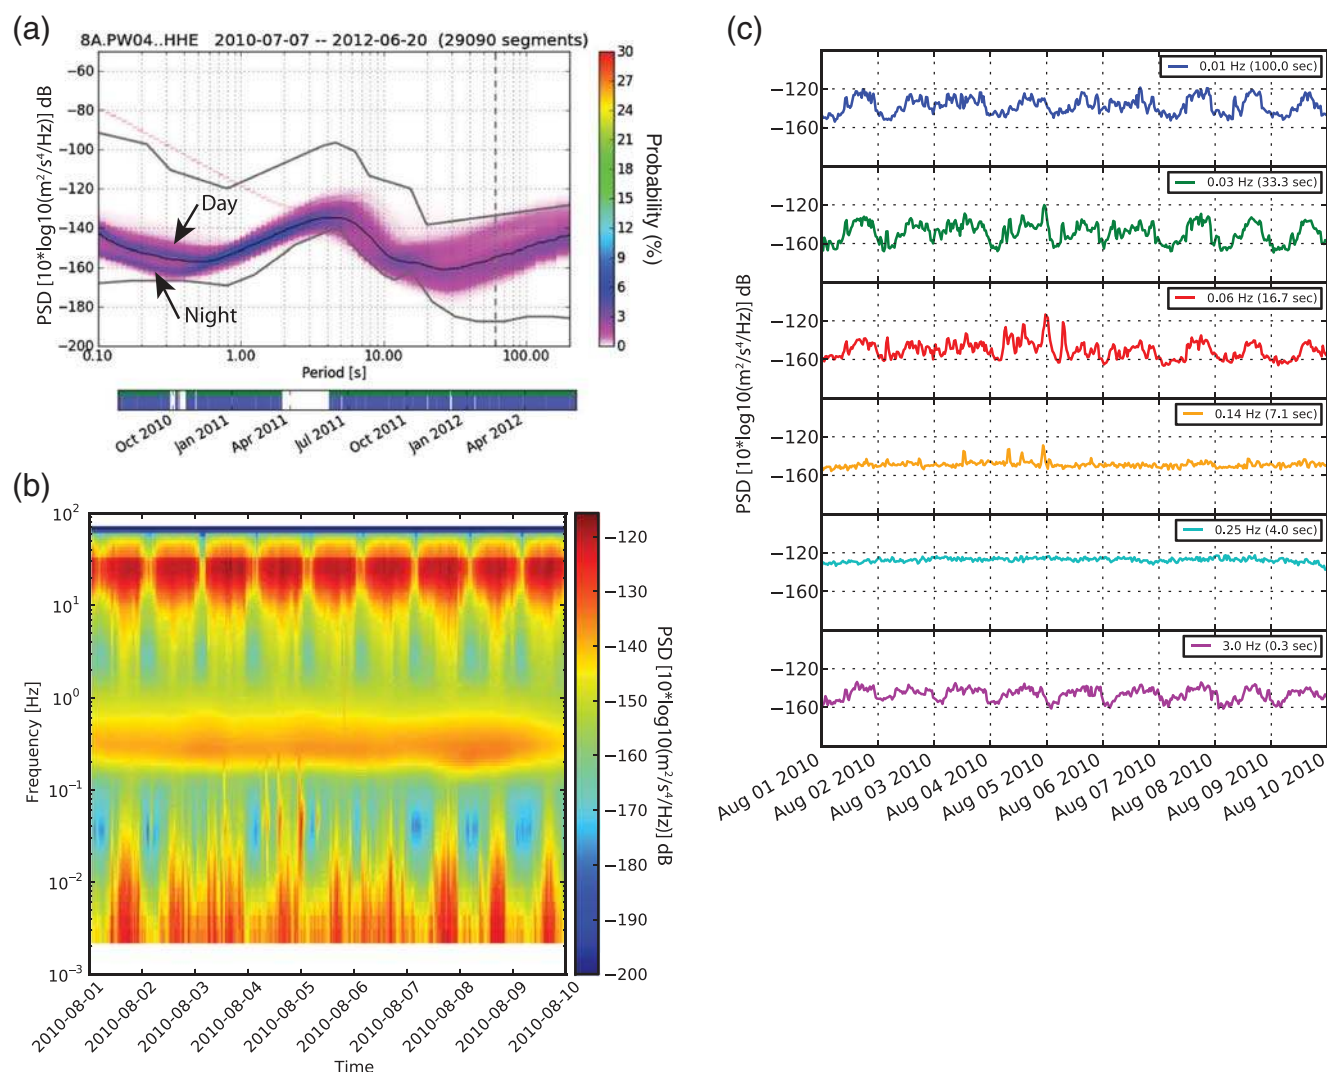 (a)
8A.PW04..HHE 2010-07-07 -- 2012-06-20 (29090 segments)
PSD [10*log10(m²/s⁴/Hz)] dB
−60
−80
−100
−120
−140
−160
−180
−200
Day
Night
0.10
1.00
10.00
100.00
Period [s]
30
27
24
21
18
15
12
9
6
3
0
Probability (%)
Oct 2010
Jan 2011
Apr 2011
Jul 2011
Oct 2011
Jan 2012
Apr 2012
(b)
Frequency [Hz]
10²
10¹
10⁰
10⁻¹
10⁻²
10⁻³
2010-08-01
2010-08-02
2010-08-03
2010-08-04
2010-08-05
2010-08-06
2010-08-07
2010-08-08
2010-08-09
2010-08-10
Time
−120
−130
−140
−150
−160
−170
−180
−190
−200
PSD [10*log10(m²/s⁴/Hz)] dB
(c)
PSD [10*log10(m²/s⁴/Hz)] dB
0.01 Hz (100.0 sec)
−120
−160
0.03 Hz (33.3 sec)
−120
−160
0.06 Hz (16.7 sec)
−120
−160
0.14 Hz (7.1 sec)
−120
−160
0.25 Hz (4.0 sec)
−120
−160
3.0 Hz (0.3 sec)
−120
−160
Aug 01 2010
Aug 02 2010
Aug 03 2010
Aug 04 2010
Aug 05 2010
Aug 06 2010
Aug 07 2010
Aug 08 2010
Aug 09 2010
Aug 10 2010